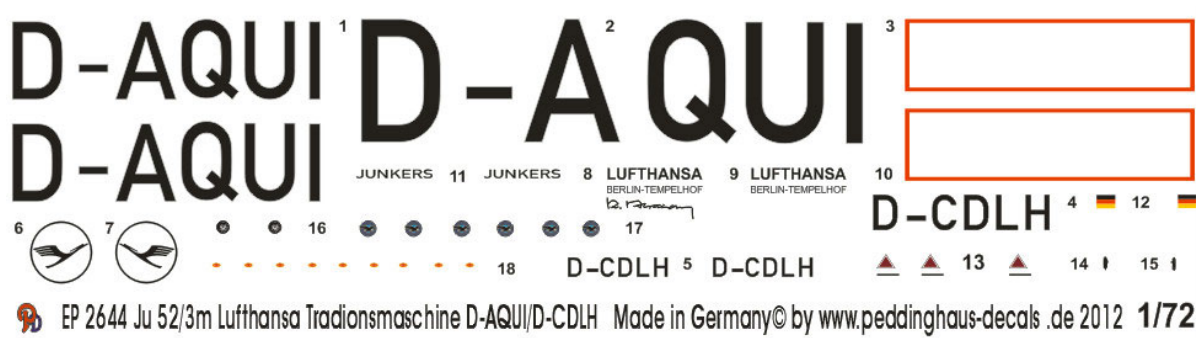 D-AQUI 1 D-AQUI 2 3
D-AQUI
JUNKERS 11 JUNKERS 8 LUFTHANSA 9 LUFTHANSA 10
BERLIN-TEMPELHOF BERLIN-TEMPELHOF
D-CDLH 4 12
6 7 16 17
18 D-CDLH 5 D-CDLH 13 14 15
EP 2644 Ju 52/3m Lufthansa Tradionsmaschine D-AQUI/D-CDLH Made in Germany© by www.peddinghaus-decals .de 2012 1/72